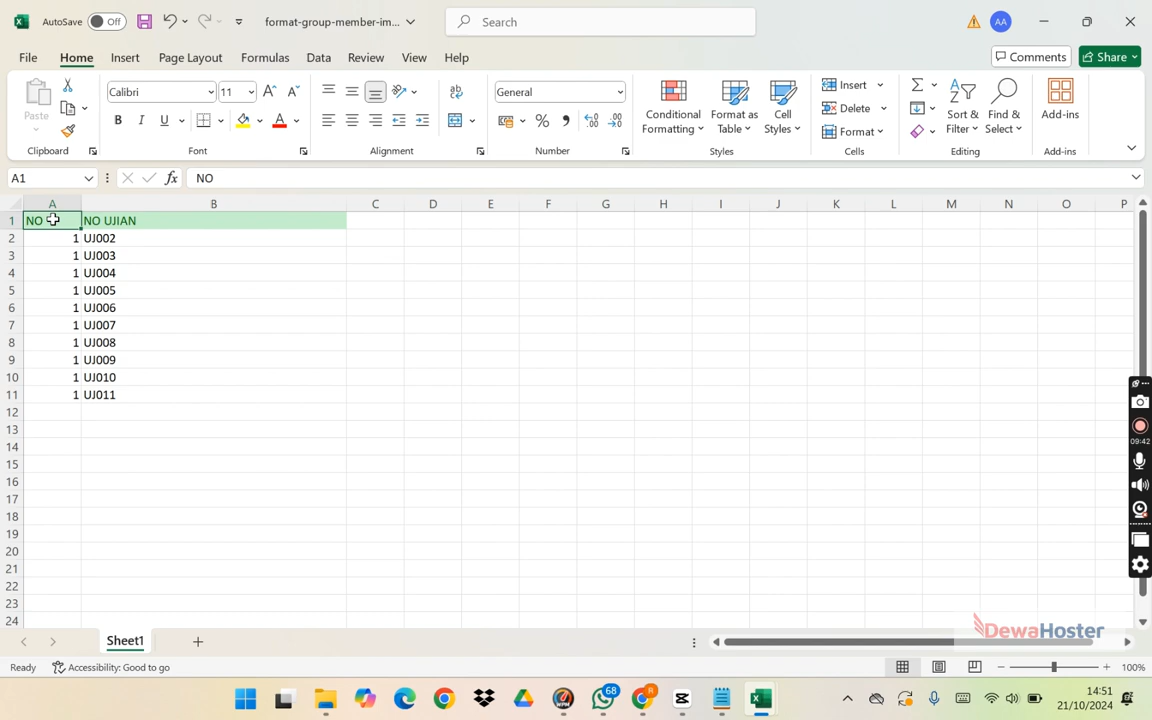 AutoSave Off format-group-member-im... Search AA
File Home Insert Page Layout Formulas Data Review View Help Comments Share
Paste Calibri 11 General Conditional Formatting Format as Table Cell Styles Insert Delete Format Sort & Filter Find & Select Add-ins
Clipboard Font Alignment Number Styles Cells Editing Add-ins
A1 fx NO
A B C D E F G H I J K L M N O P
1 NO NO UJIAN
2 1 UJ002
3 1 UJ003
4 1 UJ004
5 1 UJ005
6 1 UJ006
7 1 UJ007
8 1 UJ008
9 1 UJ009
10 1 UJ010
11 1 UJ011
12
13
14
15
16
17
18
19
20
21
22
23
24
09:42
DewaHoster
Sheet1
Ready Accessibility: Good to go 100%
68 R 14:51
21/10/2024